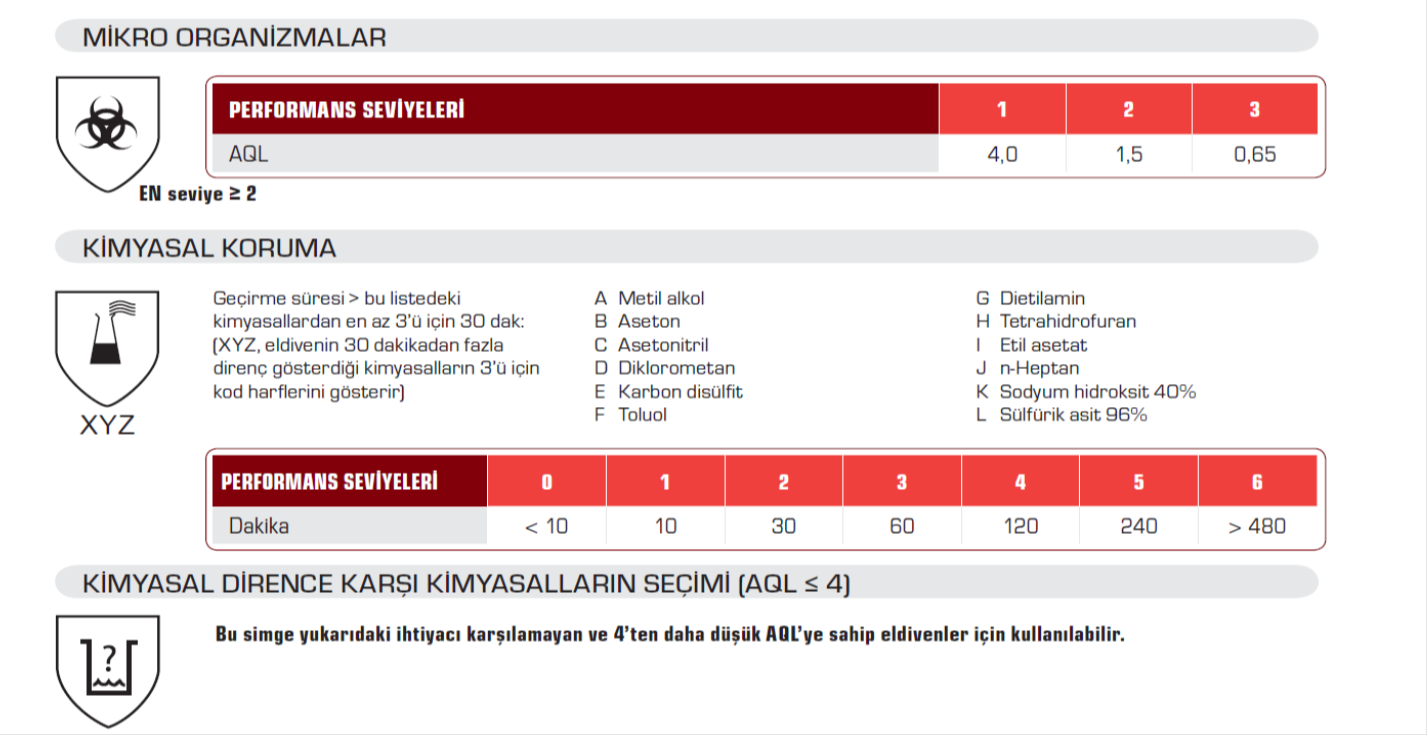 MİKRO ORGANİZMALAR
PERFORMANS SEVİYELERİ 1 2 3
AQL 4,0 1,5 0,65
EN seviye ≥ 2
KİMYASAL KORUMA
Geçirme süresi > bu listedeki
kimyasallardan en az 3'ü için 30 dak:
(XYZ, eldivenin 30 dakikadan fazla
direnç gösterdiği kimyasalların 3'ü için
kod harflerini gösterir)
A Metil alkol
B Aseton
C Asetonitril
D Diklorometan
E Karbon disülfit
F Toluol
G Dietilamin
H Tetrahidrofuran
I Etil asetat
J n-Heptan
K Sodyum hidroksit 40%
L Sülfürik asit 96%
XYZ
PERFORMANS SEVİYELERİ 0 1 2 3 4 5 6
Dakika < 10 10 30 60 120 240 > 480
KİMYASAL DİRENCE KARŞI KİMYASALLARIN SEÇİMİ (AQL ≤ 4)
?
Bu simge yukarıdaki ihtiyacı karşılamayan ve 4'ten daha düşük AQL'ye sahip eldivenler için kullanılabilir.